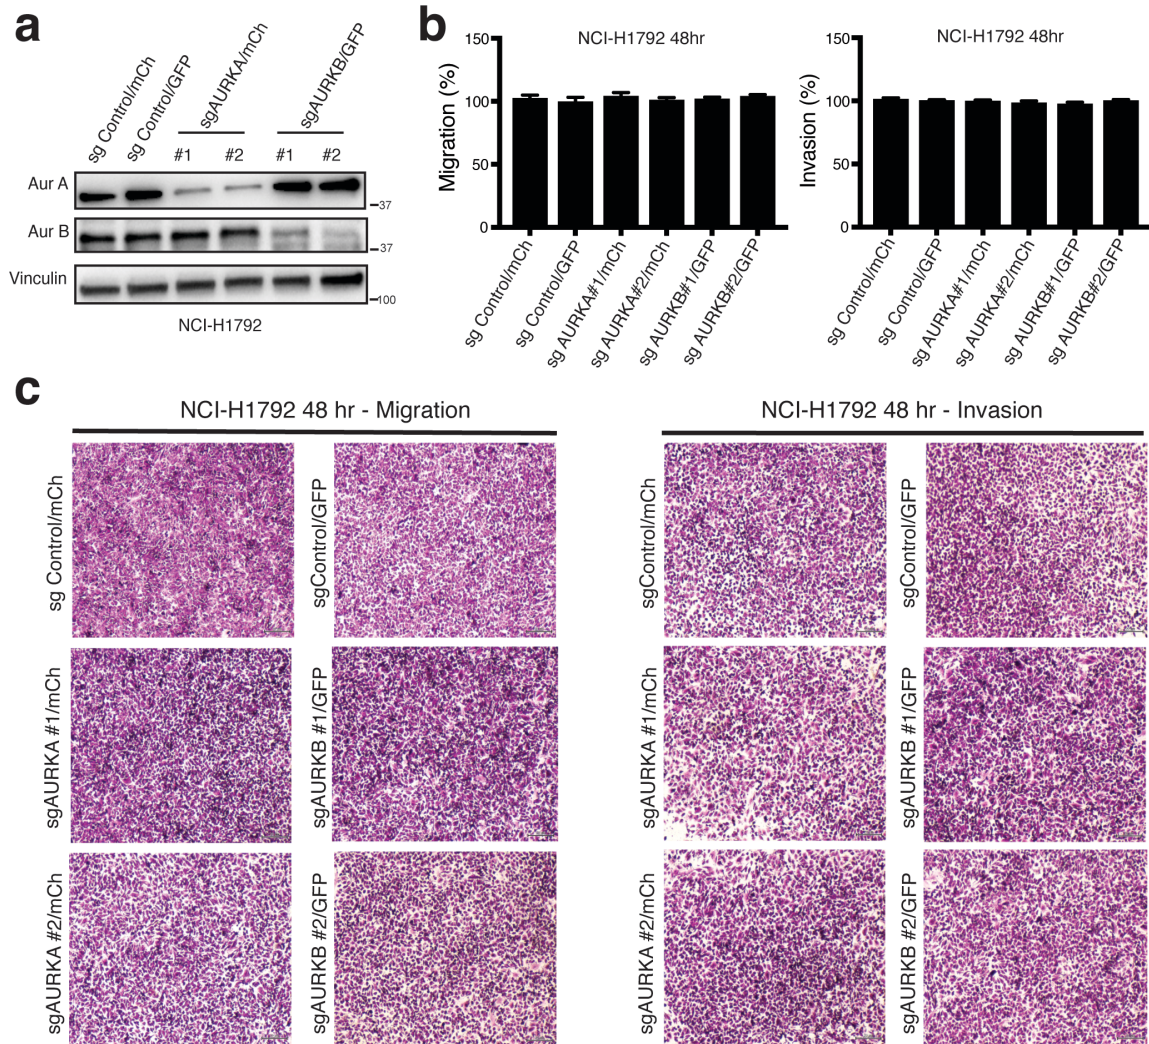 a
sg Control/mCh
sg Control/GFP
sgAURKA/mCh
sgAURKB/GFP
#1
#2
#1
#2
Aur A
37
Aur B
37
Vinculin
100
NCI-H1792
b
NCI-H1792 48hr
Migration (%)
150
100
50
0
sg Control/mCh
sg Control/GFP
sg AURKA#1/mCh
sg AURKA#2/mCh
sg AURKB#1/GFP
sg AURKB#2/GFP
NCI-H1792 48hr
Invasion (%)
150
100
50
0
sg Control/mCh
sg Control/GFP
sg AURKA#1/mCh
sg AURKA#2/mCh
sg AURKB#1/GFP
sg AURKB#2/GFP
c
NCI-H1792 48 hr - Migration
NCI-H1792 48 hr - Invasion
sg Control/mCh
sgControl/GFP
sgControl/mCh
sgControl/GFP
sgAURKA #1/mCh
sgAURKB #1/GFP
sgAURKA #1/mCh
sgAURKB #1/GFP
sgAURKA #2/mCh
sgAURKB #2/GFP
sgAURKA #2/mCh
sgAURKB #2/GFP